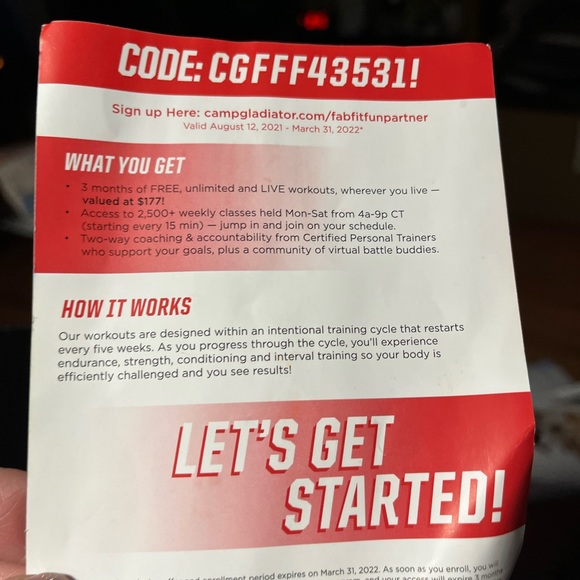 CODE: CGFFF43531!
Sign up Here: campgladiator.com/fabfitfunpartner
Valid August 12, 2021 - March 31, 2022*
WHAT YOU GET
• 3 months of FREE, unlimited and LIVE workouts, wherever you live —
valued at $177!
• Access to 2,500+ weekly classes held Mon-Sat from 4a-9p CT
(starting every 15 min) — jump in and join on your schedule.
• Two-way coaching & accountability from Certified Personal Trainers
who support your goals, plus a community of virtual battle buddies.
HOW IT WORKS
Our workouts are designed within an intentional training cycle that restarts
every five weeks. As you progress through the cycle, you'll experience
endurance, strength, conditioning and interval training so your body is
efficiently challenged and you see results!
LET'S GET
STARTED!
period expires on March 31, 2022. As soon as you enroll, you
and your access will expire 3